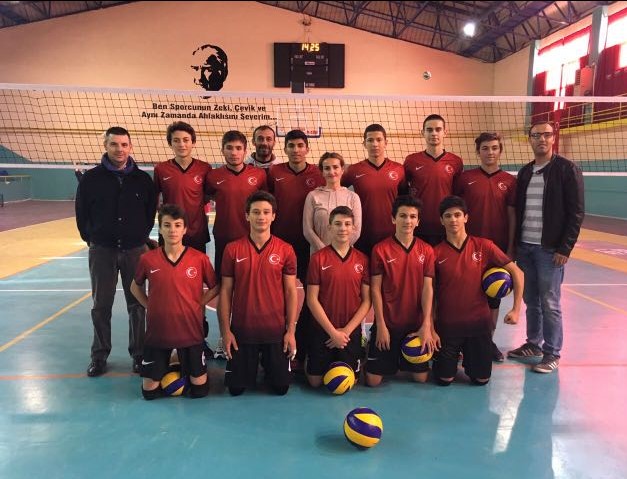 14:25
Ben Sporcunun Zeki, Çevik ve
Aynı Zamanda Ahlaklısını Severim.